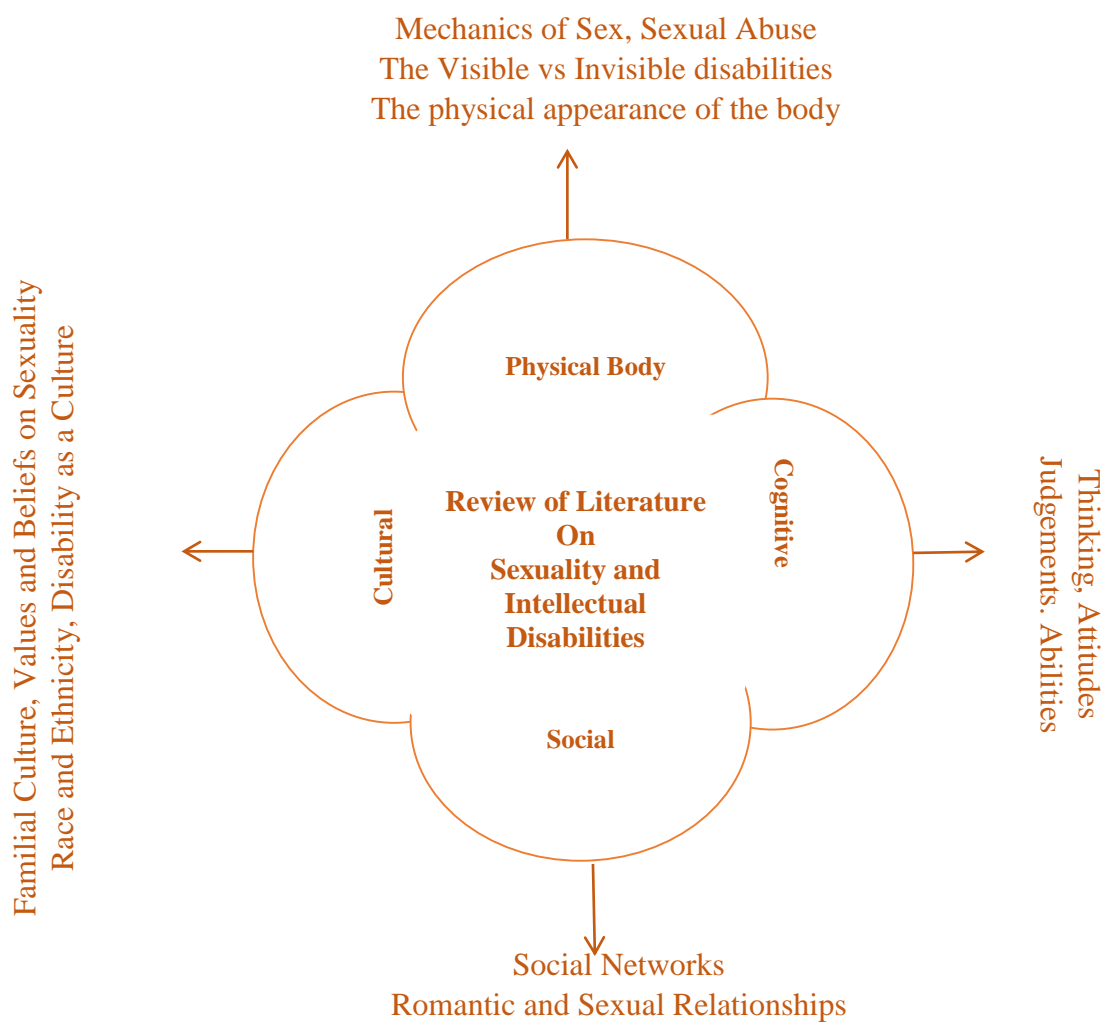 Mechanics of Sex, Sexual Abuse
The Visible vs Invisible disabilities
The physical appearance of the body
Physical Body
Familial Culture, Values and Beliefs on Sexuality
Race and Ethnicity, Disability as a Culture
Cultural
Review of Literature
On
Sexuality and
Intellectual
Disabilities
Cognitive
Thinking, Attitudes
Judgements. Abilities
Social
Social Networks
Romantic and Sexual Relationships